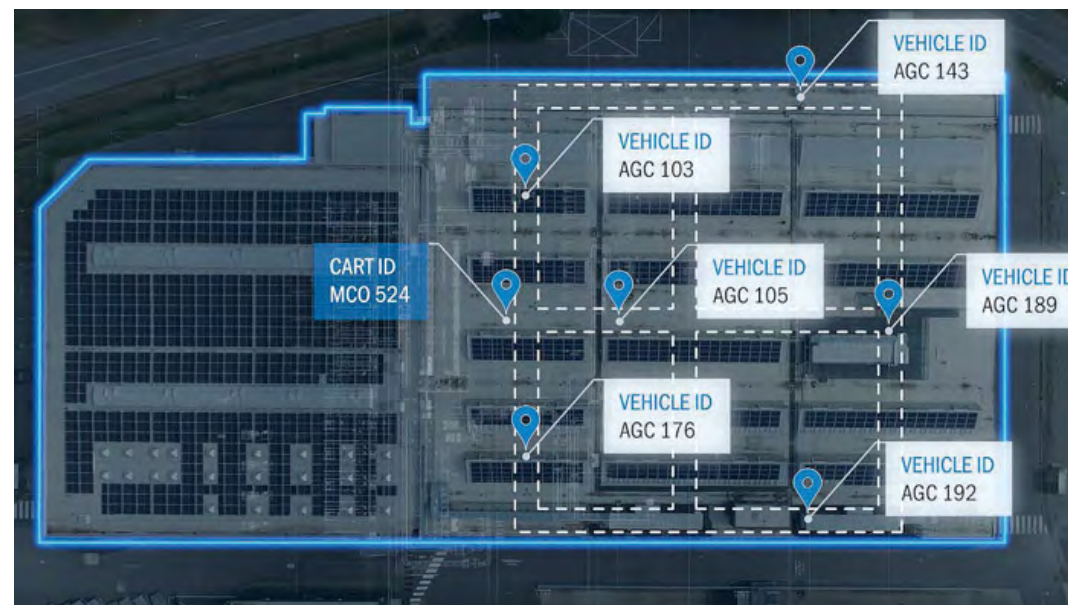 VEHICLE ID
AGC 143
VEHICLE ID
AGC 103
CART ID
MCO 524
VEHICLE ID
AGC 105
VEHICLE ID
AGC 189
VEHICLE ID
AGC 176
VEHICLE ID
AGC 192